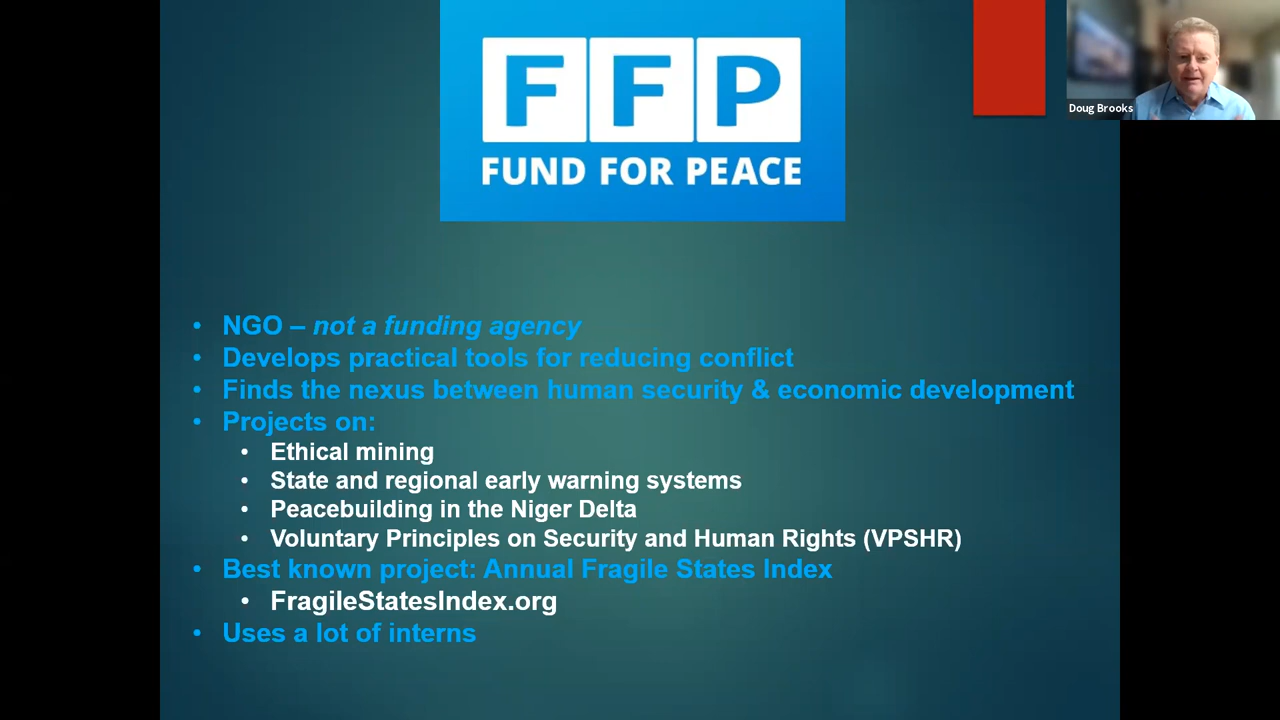 FFP
FUND FOR PEACE
Doug Brooks
• NGO – not a funding agency
• Develops practical tools for reducing conflict
• Finds the nexus between human security & economic development
• Projects on:
• Ethical mining
• State and regional early warning systems
• Peacebuilding in the Niger Delta
• Voluntary Principles on Security and Human Rights (VPSHR)
• Best known project: Annual Fragile States Index
• FragileStatesIndex.org
• Uses a lot of interns